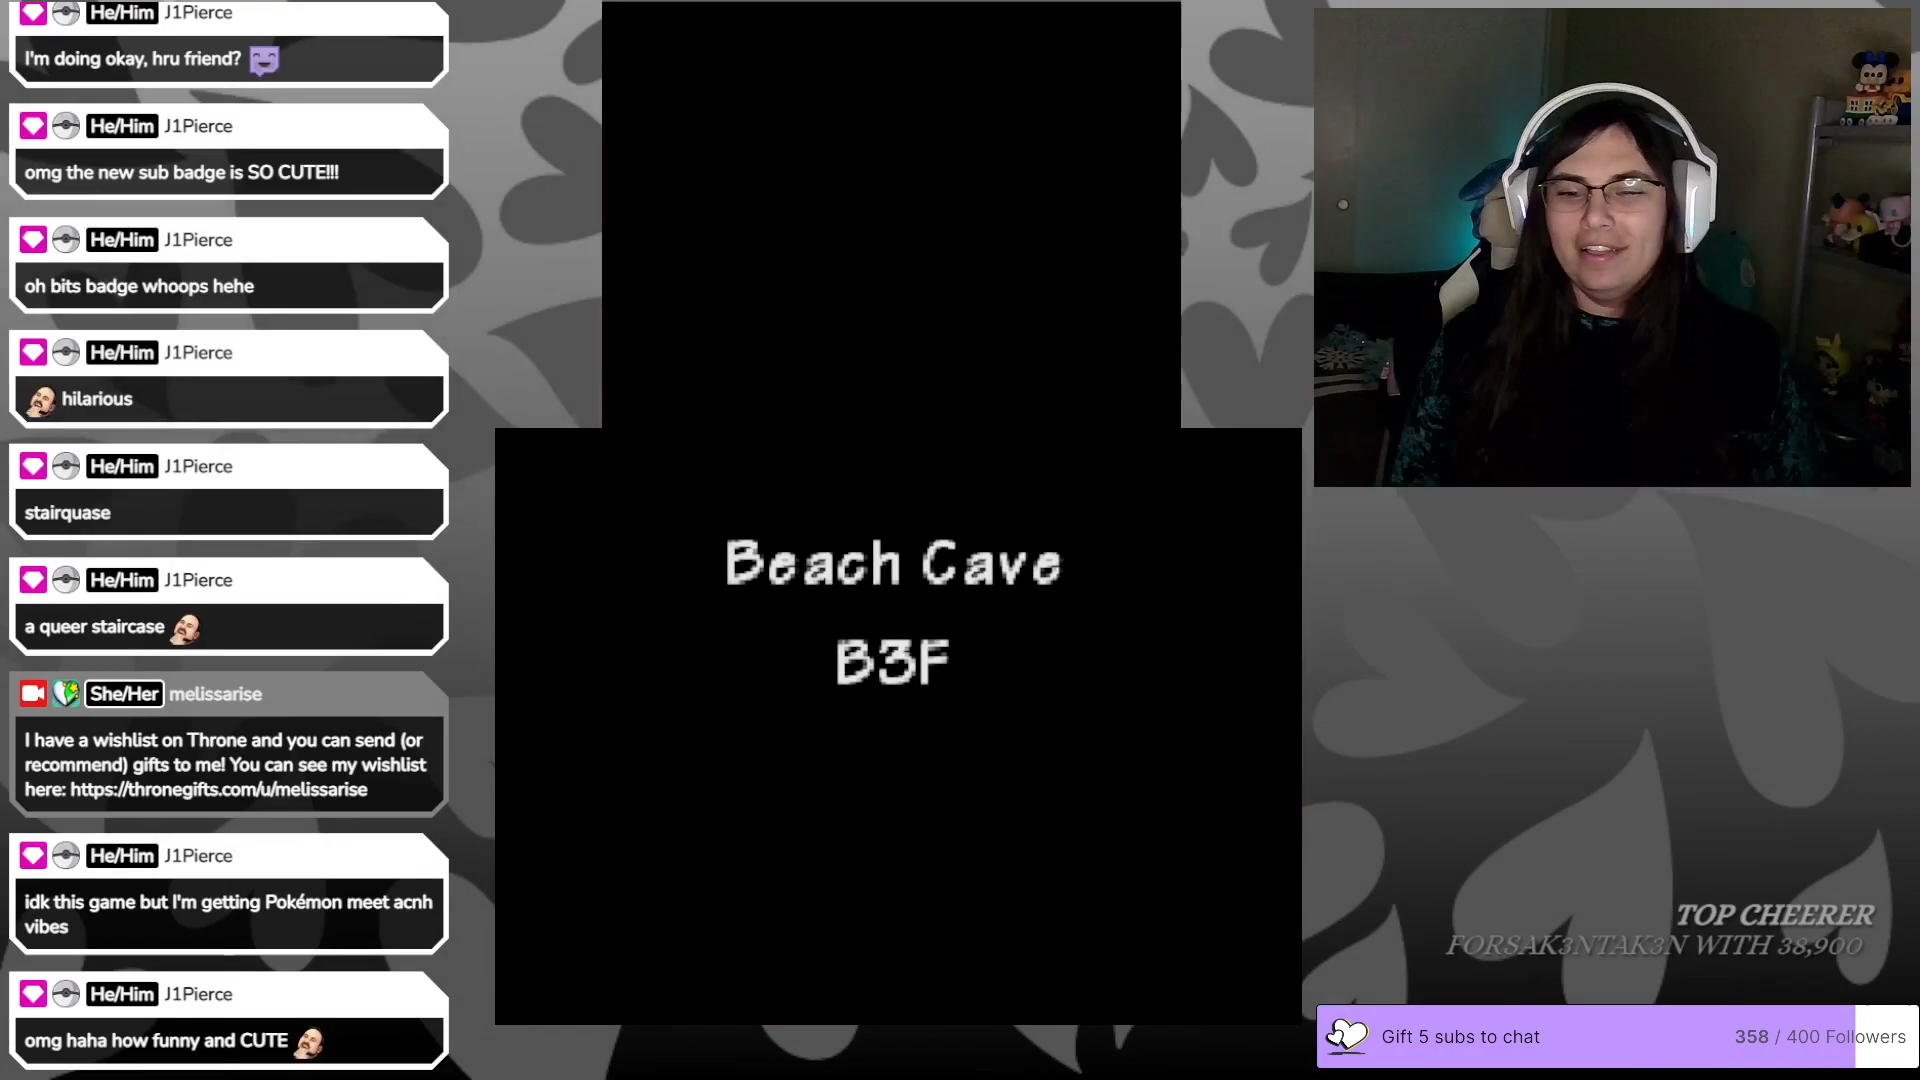 He/Him J1Pierce
I'm doing okay, hru friend?
He/Him J1Pierce
omg the new sub badge is SO CUTE!!!
He/Him J1Pierce
oh bits badge whoops hehe
He/Him J1Pierce
hilarious
He/Him J1Pierce
stairquase
He/Him J1Pierce
a queer staircase
She/Her melissarise
I have a wishlist on Throne and you can send (or
recommend) gifts to me! You can see my wishlist
here: https://thronegifts.com/u/melissarise
He/Him J1Pierce
idk this game but I'm getting Pokémon meet acnh
vibes
He/Him J1Pierce
omg haha how funny and CUTE
Beach Cave
B3F
TOP CHEERER
FORSAK3NTAK3N WITH 38,900
Gift 5 subs to chat
358 / 400 Followers